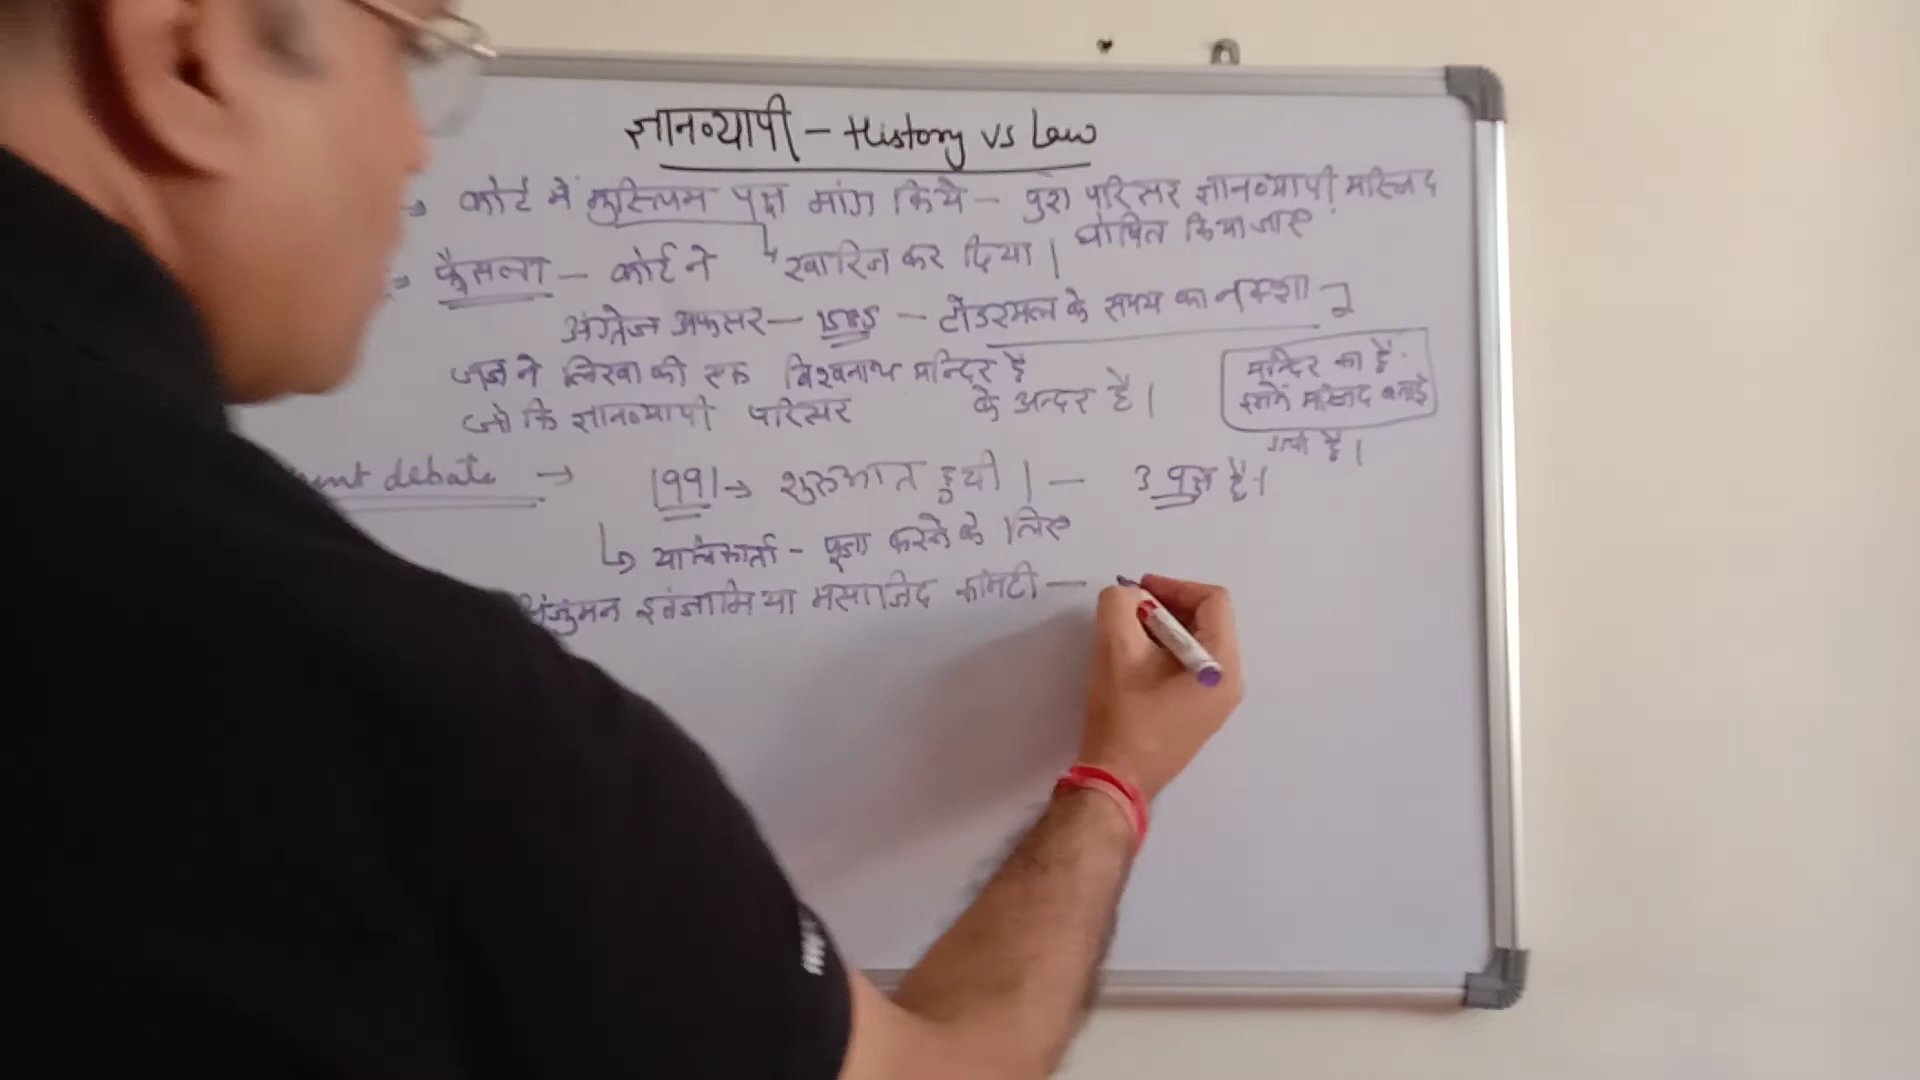 ज्ञानव्यापी - History vs Law
→ कोर्ट में मुस्लिम पक्ष मांग किये - पुरा परिसर ज्ञानव्यापी मस्जिद
घोषित किया जाए
फैसला - कोर्ट ने खारिज कर दिया।
अंग्रेज अफसर - 1585 - टोडरमल के समय का नक्शा
जज ने लिखा की एक विश्वनाथ मन्दिर है
जो कि ज्ञानव्यापी परिसर के अन्दर है।
मन्दिर का है
इसमें मस्जिद बनाई
गयी है।
debate → 1991 → शुरुआत हुयी। - 3 पक्ष है।
↳ याचिकार्ता - पूजा करने के लिए
अंजुमन इतंजामिया मसाजिद कमिटी -